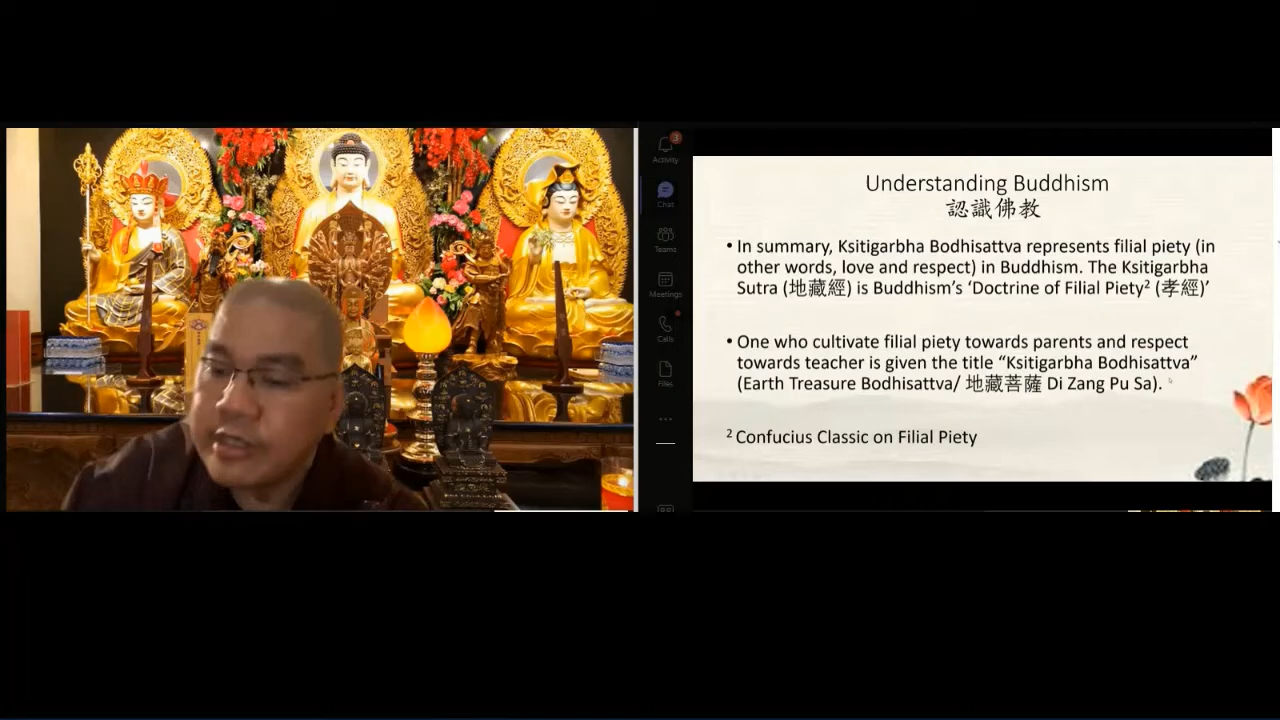 Activity
Chat
Teams
Meetings
Calls
Files
Understanding Buddhism
認識佛教
• In summary, Ksitigarbha Bodhisattva represents filial piety (in
other words, love and respect) in Buddhism. The Ksitigarbha
Sutra (地藏經) is Buddhism's 'Doctrine of Filial Piety² (孝經)'
• One who cultivate filial piety towards parents and respect
towards teacher is given the title “Ksitigarbha Bodhisattva”
(Earth Treasure Bodhisattva/ 地藏菩薩 Di Zang Pu Sa).
² Confucius Classic on Filial Piety